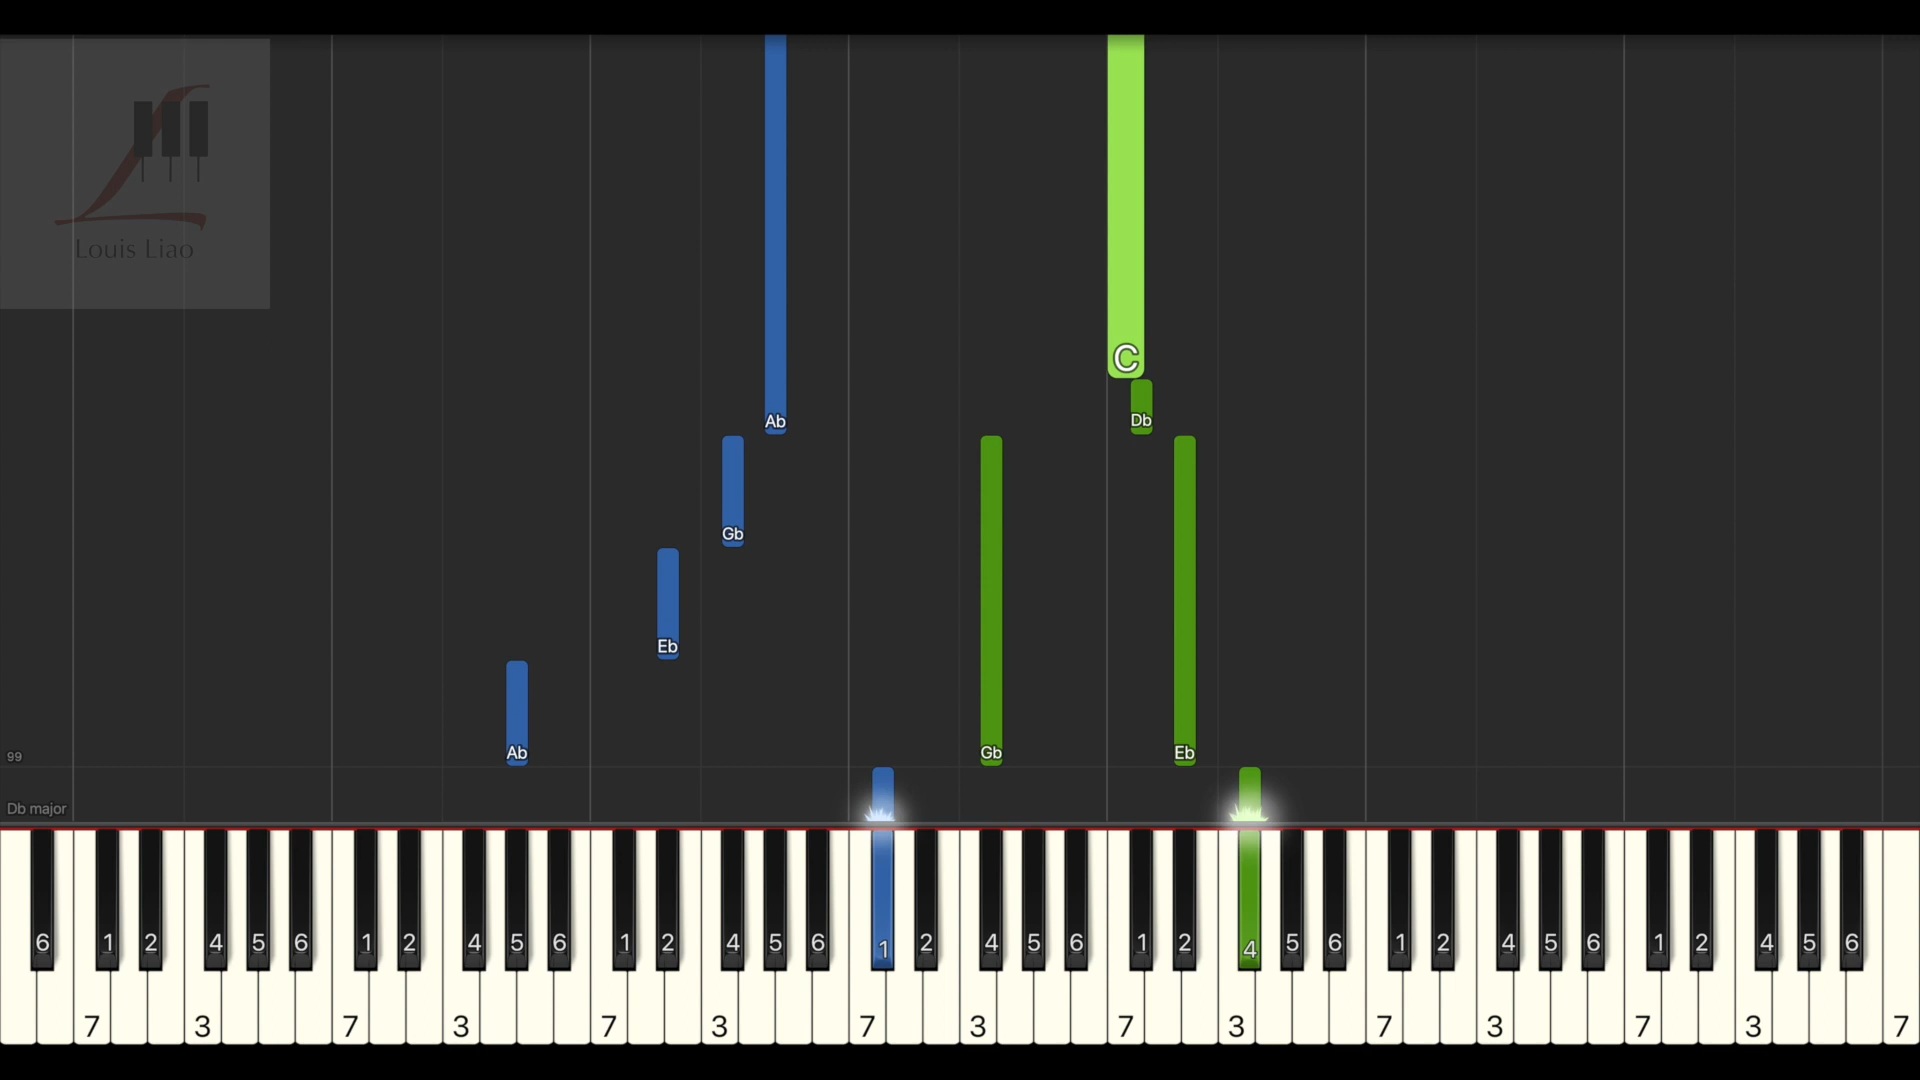 Louis Liao
C
Ab
Db
Gb
Eb
Ab
Gb
Eb
99
Db major
6 1 2 4 5 6 1 2 4 5 6 1 2 4 5 6 1 2 4 5 6 1 2 4 5 6 1 2 4 5 6 1 2 4 5 6
7 3 7 3 7 3 7 3 7 3 7 3 7 3 7